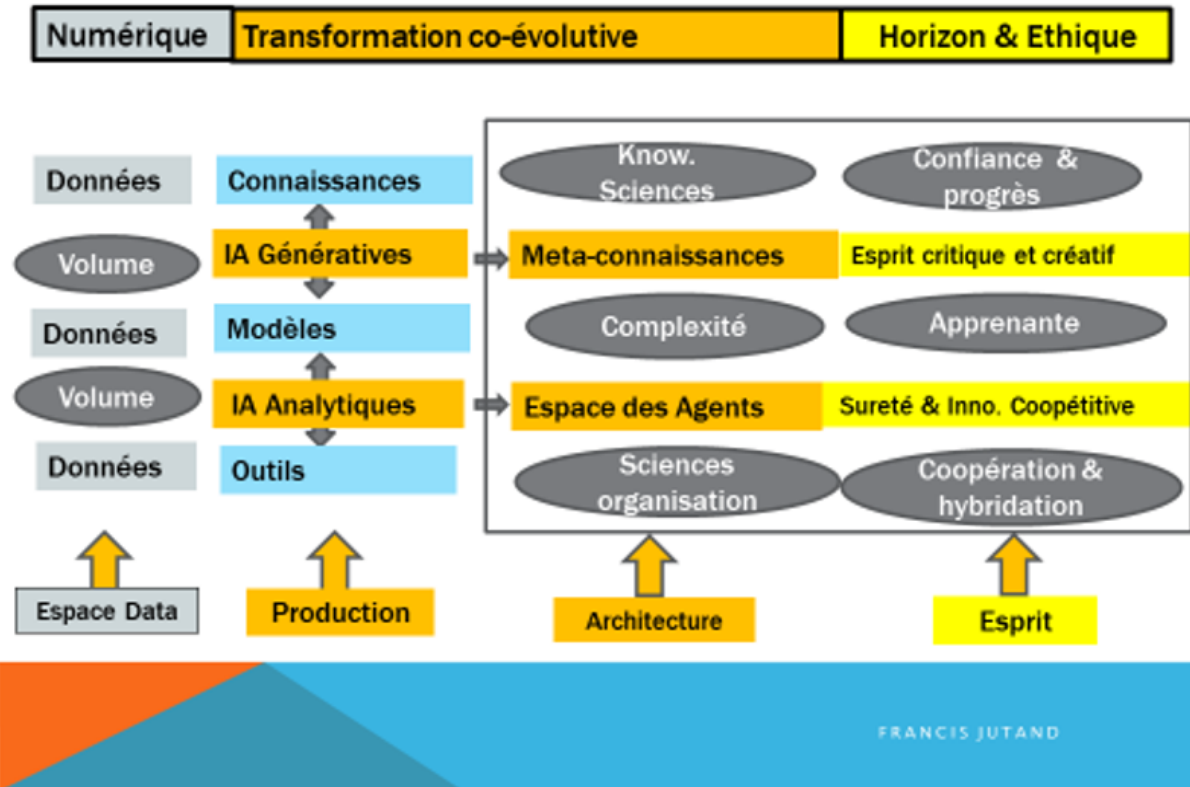 Numérique
Transformation co-évolutive
Horizon & Ethique
Données
Connaissances
Know.
Sciences
Confiance &
progrès
Volume
IA Génératives
Meta-connaissances
Esprit critique et créatif
Données
Modèles
Complexité
Apprenante
Volume
IA Analytiques
Espace des Agents
Sureté & Inno. Coopétitive
Données
Outils
Sciences
organisation
Coopération &
hybridation
Espace Data
Production
Architecture
Esprit
FRANCIS JUTAND